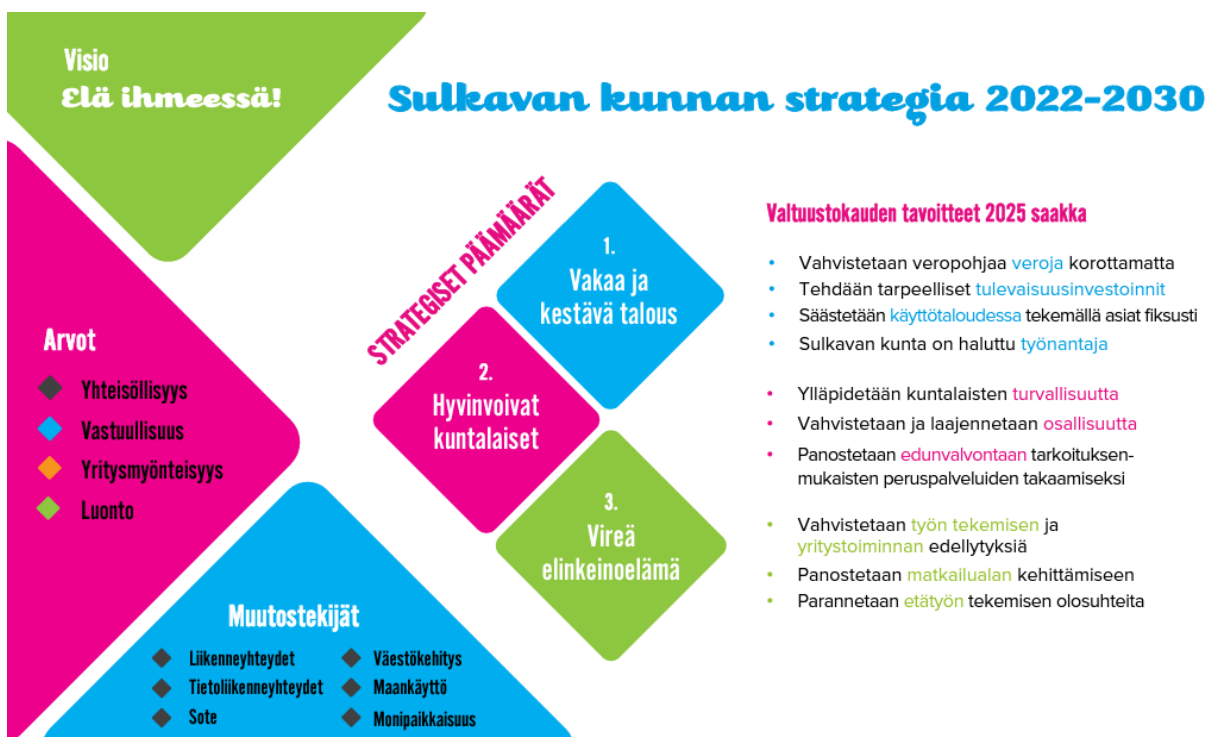 Visio
Elä ihmeessä!
Sulkavan kunnan strategia 2022-2030
Arvot
Yhteisöllisyys
Vastuullisuus
Yritysmyönteisyys
Luonto
Muutostekijät
Liikenneyhteydet
Tietoliikenneyhteydet
Sote
Väestökehitys
Maankäyttö
Monipaikkaisuus
STRATEGISET PÄÄMÄÄRÄT
1.
Vakaa ja
kestävä talous
2.
Hyvinvoivat
kuntalaiset
3.
Vireä
elinkeinoelämä
Valtuustokauden tavoitteet 2025 saakka
• Vahvistetaan veropohjaa veroja korottamatta
• Tehdään tarpeelliset tulevaisuusinvestoinnit
• Säästetään käyttötaloudessa tekemällä asiat fiksusti
• Sulkavan kunta on haluttu työnantaja
• Ylläpidetään kuntalaisten turvallisuutta
• Vahvistetaan ja laajennetaan osallisuutta
• Panostetaan edunvalvontaan tarkoituksen-
mukaisten peruspalveluiden takaamiseksi
• Vahvistetaan työn tekemisen ja
yritystoiminnan edellytyksiä
• Panostetaan matkailualan kehittämiseen
• Parannetaan etätyön tekemisen olosuhteita